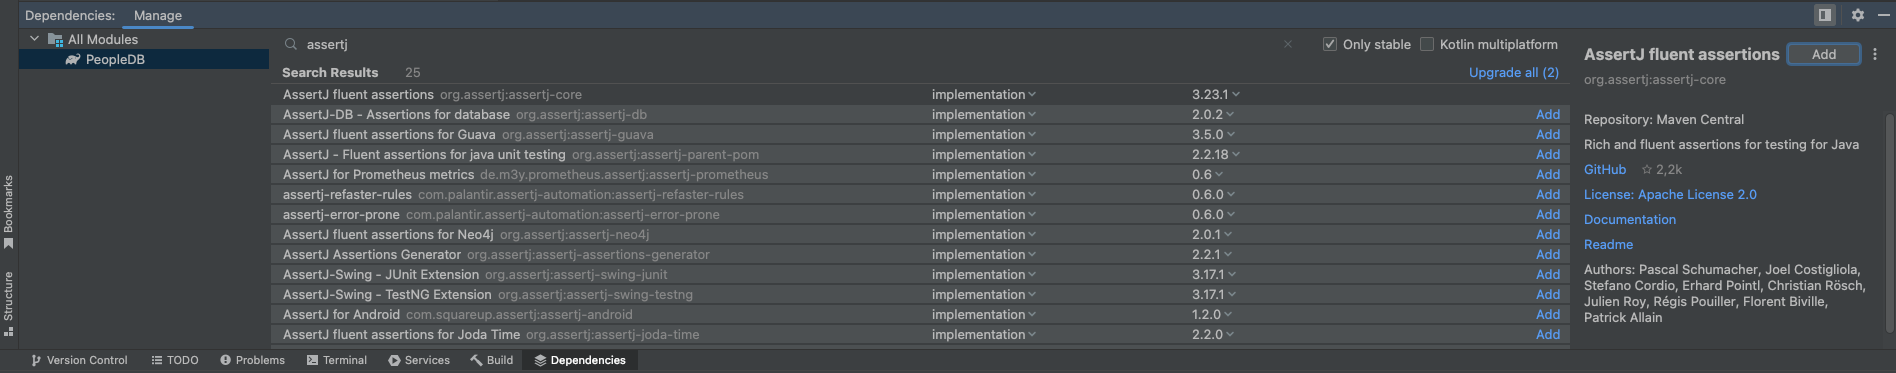 Dependencies: Manage
All Modules
PeopleDB
assertj
Only stable Kotlin multiplatform
Search Results 25 Upgrade all (2)
AssertJ fluent assertions org.assertj:assertj-core implementation 3.23.1
AssertJ-DB - Assertions for database org.assertj:assertj-db implementation 2.0.2 Add
AssertJ fluent assertions for Guava org.assertj:assertj-guava implementation 3.5.0 Add
AssertJ - Fluent assertions for java unit testing org.assertj:assertj-parent-pom implementation 2.2.18 Add
AssertJ for Prometheus metrics de.m3y.prometheus.assertj:assertj-prometheus implementation 0.6 Add
assertj-refaster-rules com.palantir.assertj-automation:assertj-refaster-rules implementation 0.6.0 Add
assertj-error-prone com.palantir.assertj-automation:assertj-error-prone implementation 0.6.0 Add
AssertJ fluent assertions for Neo4j org.assertj:assertj-neo4j implementation 2.0.1 Add
AssertJ Assertions Generator org.assertj:assertj-assertions-generator implementation 2.2.1 Add
AssertJ-Swing - JUnit Extension org.assertj:assertj-swing-junit implementation 3.17.1 Add
AssertJ-Swing - TestNG Extension org.assertj:assertj-swing-testng implementation 3.17.1 Add
AssertJ for Android com.squareup.assertj:assertj-android implementation 1.2.0 Add
AssertJ fluent assertions for Joda Time org.assertj:assertj-joda-time implementation 2.2.0 Add
AssertJ fluent assertions Add
org.assertj:assertj-core
Repository: Maven Central
Rich and fluent assertions for testing for Java
GitHub ☆ 2,2k
License: Apache License 2.0
Documentation
Readme
Authors: Pascal Schumacher, Joel Costigliola,
Stefano Cordio, Erhard Pointl, Christian Rösch,
Julien Roy, Régis Pouiller, Florent Biville,
Patrick Allain
Bookmarks
Structure
Version Control TODO Problems Terminal Services Build Dependencies